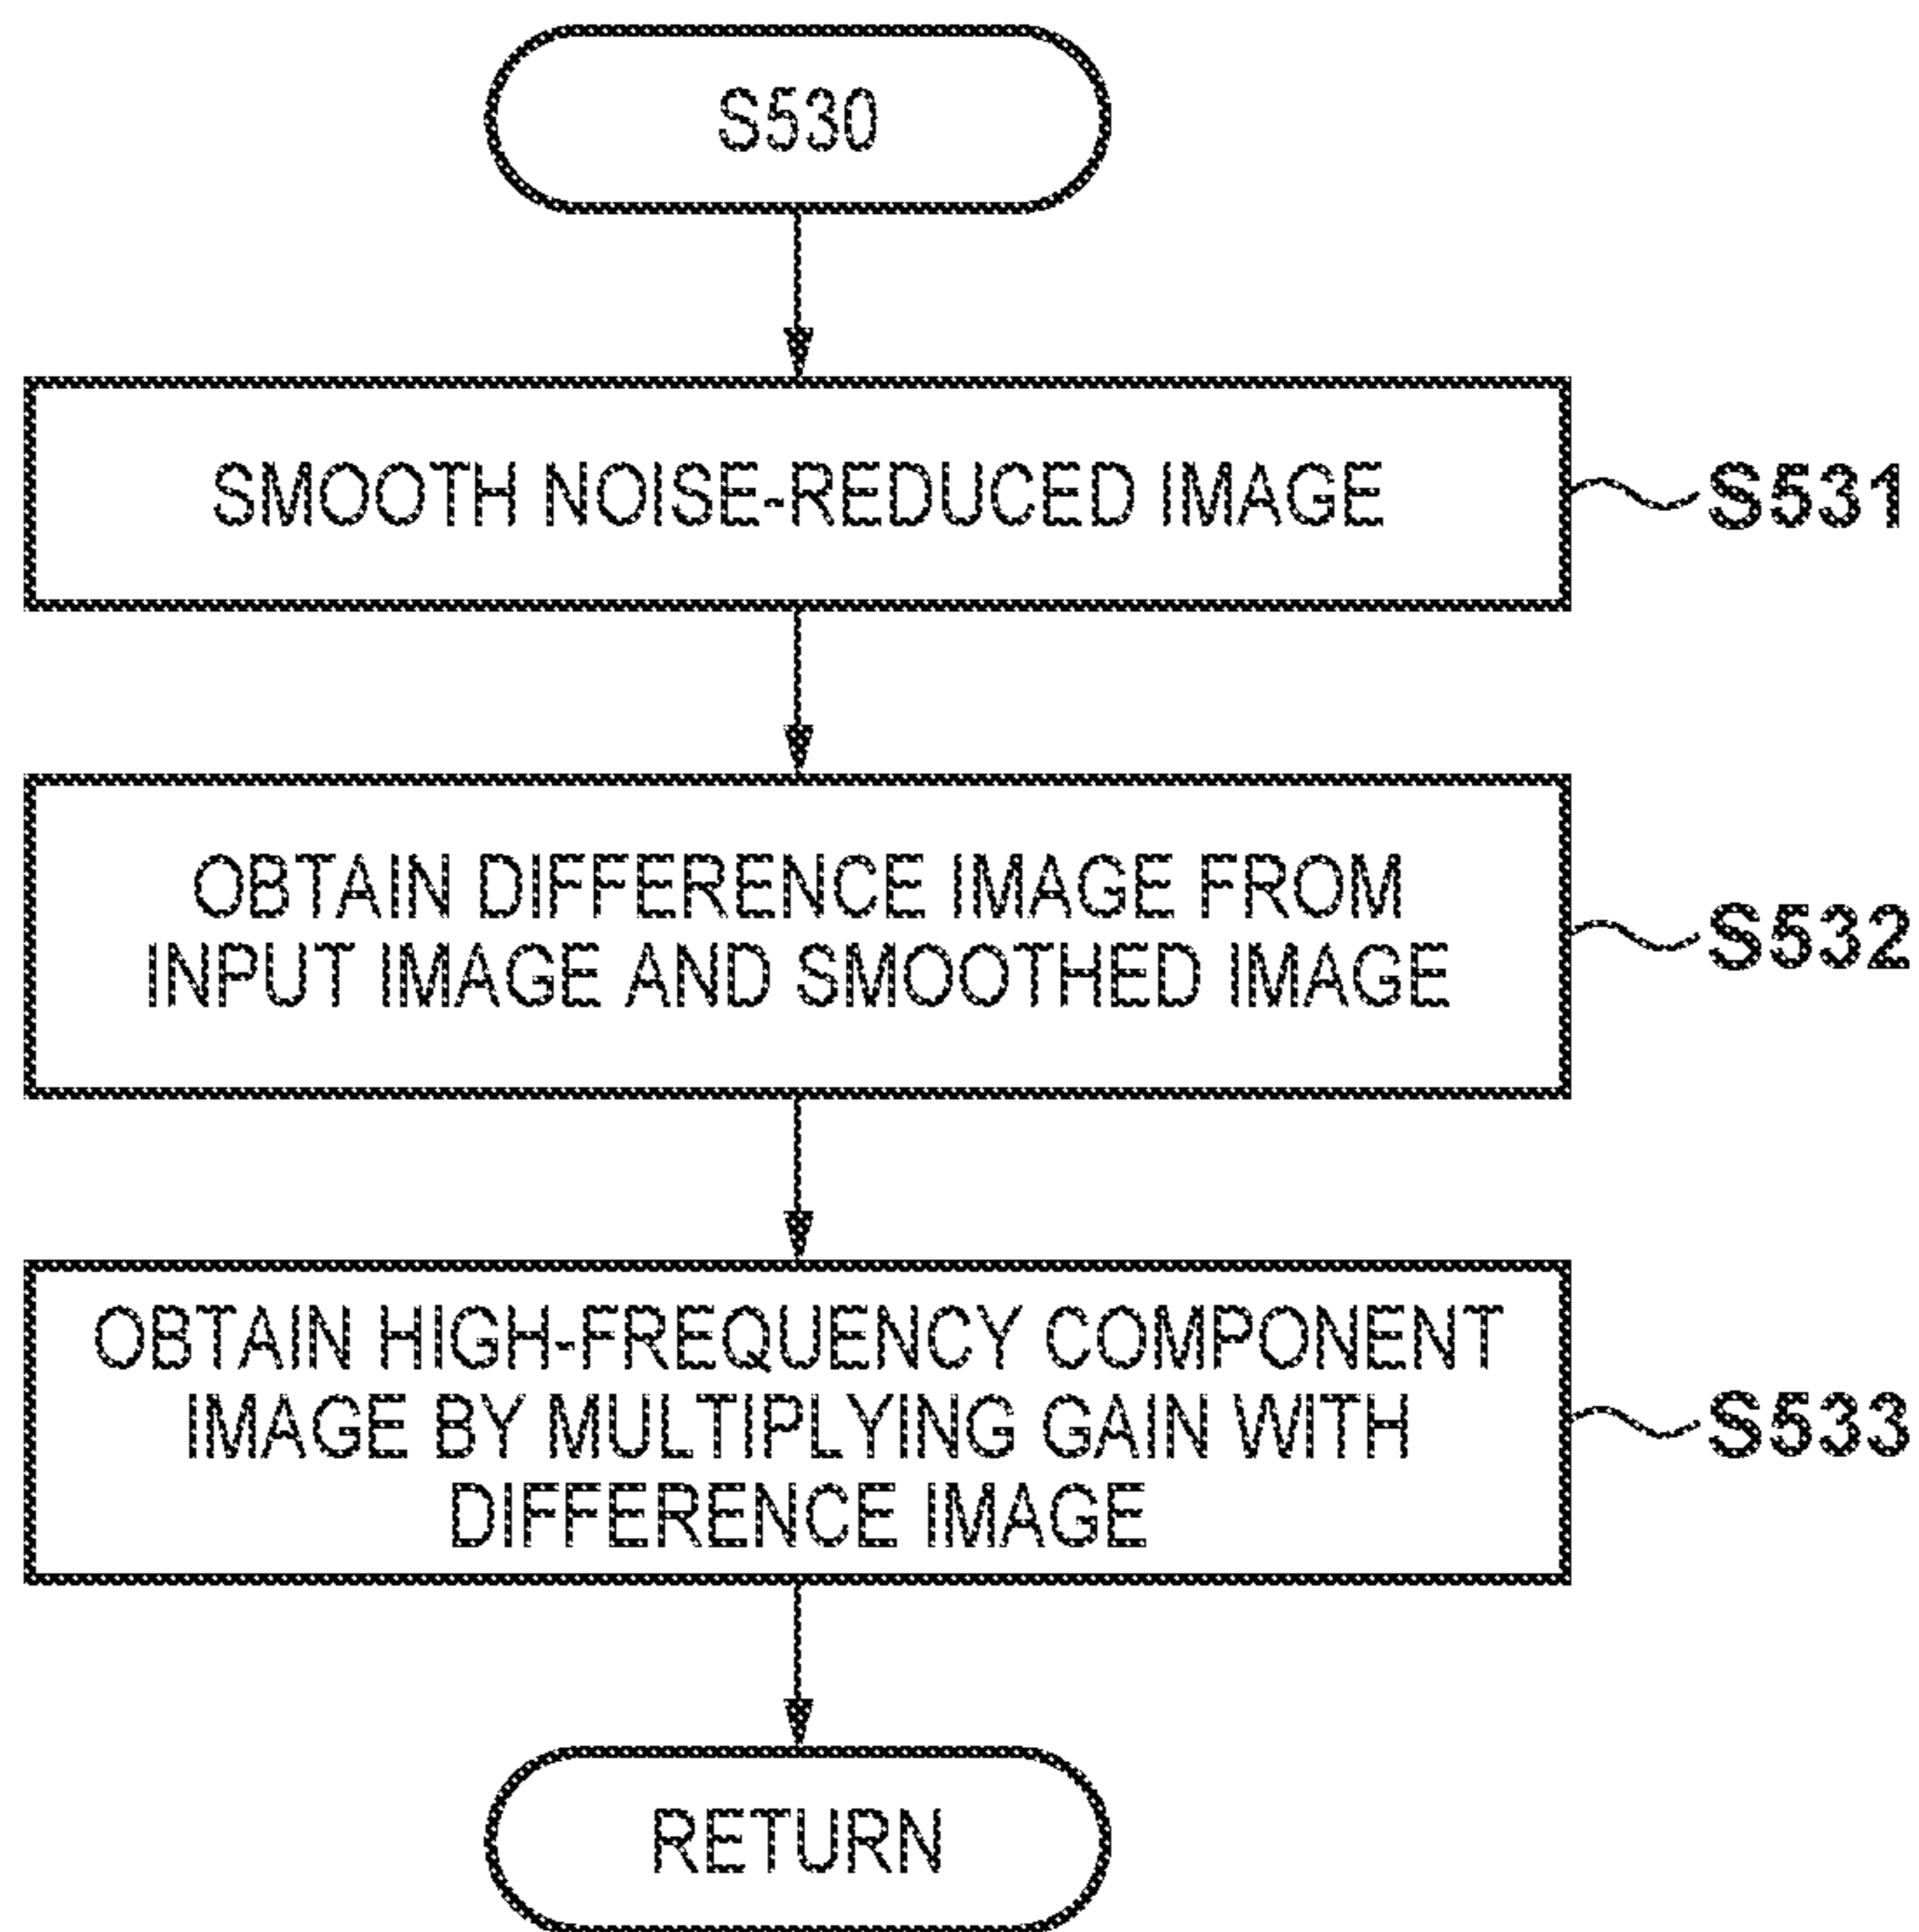 S530
SMOOTH NOISE-REDUCED IMAGE
S531
OBTAIN DIFFERENCE IMAGE FROM
INPUT IMAGE AND SMOOTHED IMAGE
S532
OBTAIN HIGH-FREQUENCY COMPONENT
IMAGE BY MULTIPLYING GAIN WITH
DIFFERENCE IMAGE
S533
RETURN